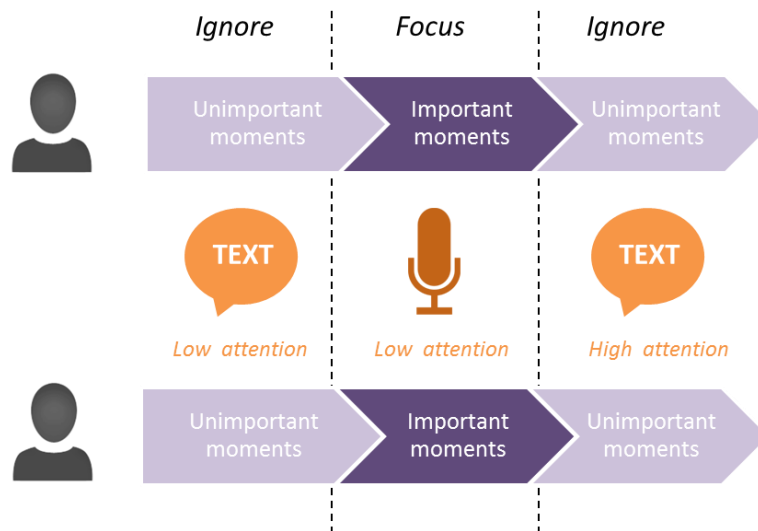 Ignore Focus Ignore
Unimportant Important Unimportant
moments moments moments
TEXT TEXT
Low attention Low attention High attention
Unimportant Important Unimportant
moments moments moments